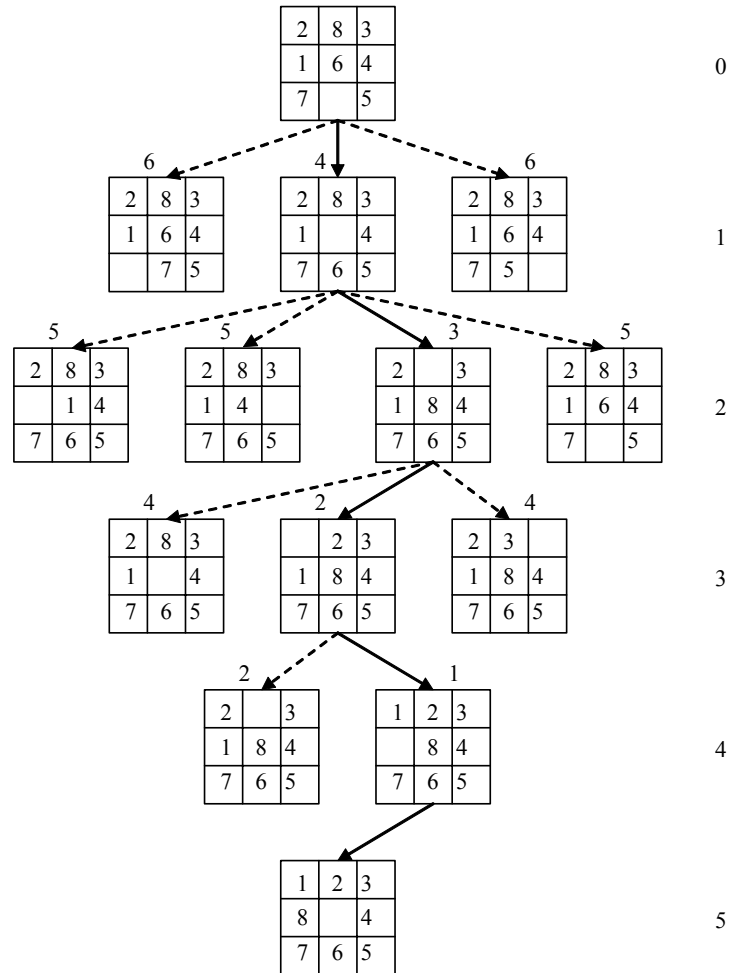 2 8 3
1 6 4
7 5
0
6 4 6
2 8 3 2 8 3 2 8 3
1 6 4 1 4 1 6 4
7 5 7 6 5 7 5
1
5 5 3 5
2 8 3 2 8 3 2 3 2 8 3
1 4 1 4 1 8 4 1 6 4
7 6 5 7 6 5 7 6 5 7 5
2
4 2 4
2 8 3 2 3 2 3
1 4 1 8 4 1 8 4
7 6 5 7 6 5 7 6 5
3
2 1
2 3 1 2 3
1 8 4 8 4
7 6 5 7 6 5
4
1 2 3
8 4
7 6 5
5